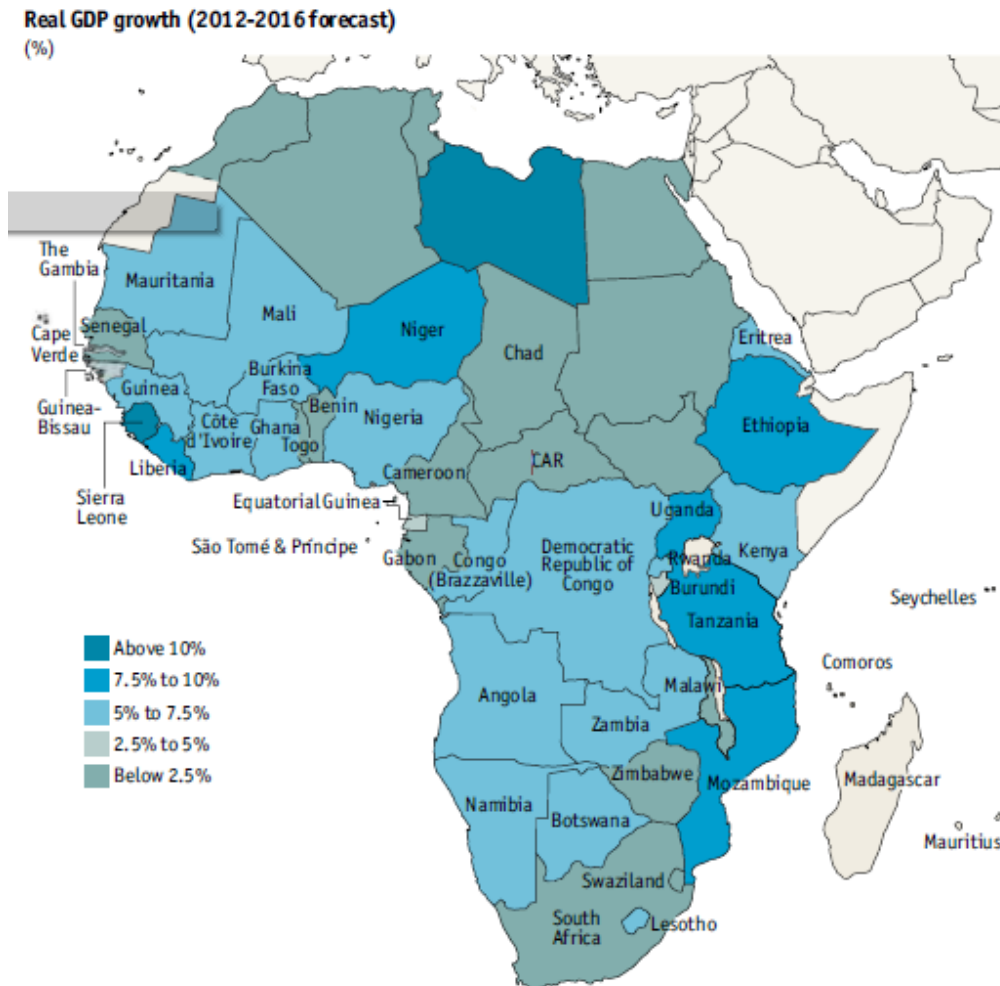 Real GDP growth (2012-2016 forecast)
(%)
The
Gambia
Mauritania
Mali
Niger
Chad
Eritrea
Cape
Verde
Senegal
Guinea
Burkina
Faso
Benin
Nigeria
Ethiopia
Guinea-
Bissau
Côte
d'Ivoire
Ghana
Togo
Liberia
Cameroon
CAR
Sierra
Leone
Equatorial Guinea
Uganda
São Tomé & Príncipe
Gabon
Congo
(Brazzaville)
Democratic
Republic of
Congo
Rwanda
Kenya
Burundi
Seychelles
Tanzania
Above 10%
7.5% to 10%
5% to 7.5%
2.5% to 5%
Below 2.5%
Comoros
Angola
Malawi
Zambia
Zimbabwe
Mozambique
Madagascar
Namibia
Botswana
Mauritius
Swaziland
South
Africa
Lesotho